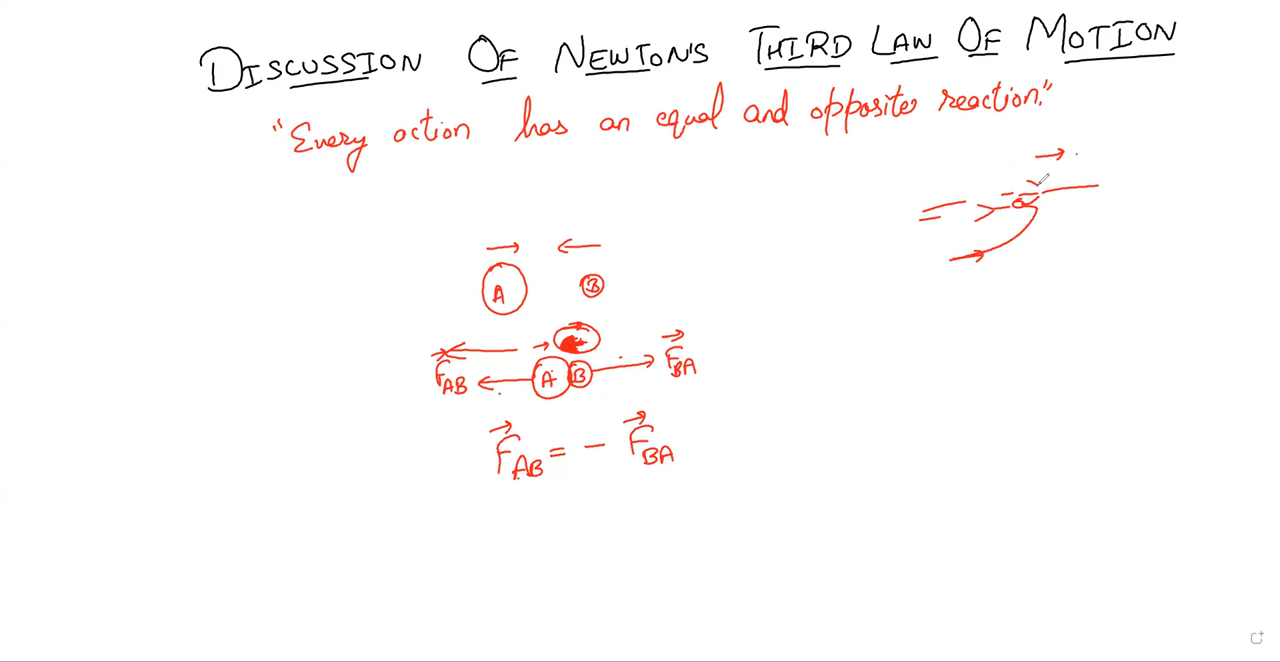 DISCUSSION OF NEWTON'S THIRD LAW OF MOTION
"Every action has an equal and opposite reaction."
A B
F AB A B F BA
F AB = - F BA